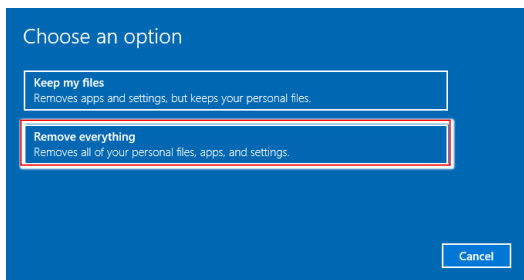 Choose an option
Keep my files
Removes apps and settings, but keeps your personal files.
Remove everything
Removes all of your personal files, apps, and settings.
Cancel